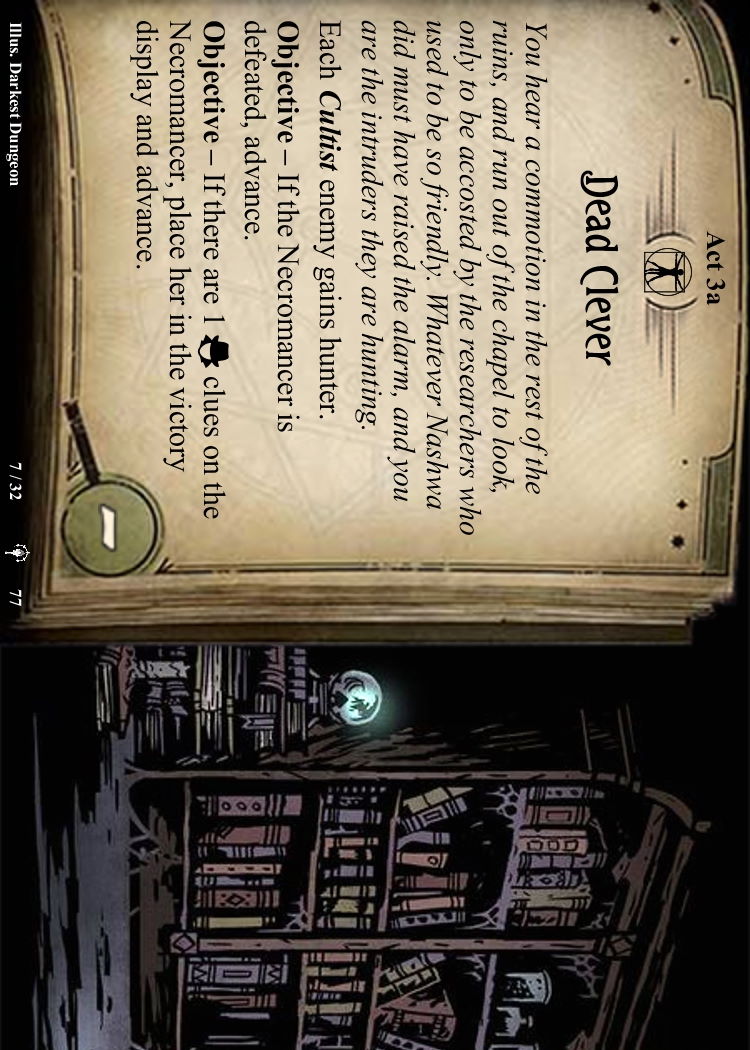 Act 3a
Dead Clever
You hear a commotion in the rest of the
ruins, and run out of the chapel to look,
only to be accosted by the researchers who
used to be so friendly. Whatever Nashwa
did must have raised the alarm, and you
are the intruders they are hunting.
Each Cultist enemy gains hunter.
Objective – If the Necromancer is
defeated, advance.
Objective – If there are 1 clues on the
Necromancer, place her in the victory
display and advance.
–
Illus. Darkest Dungeon
7 / 32
77